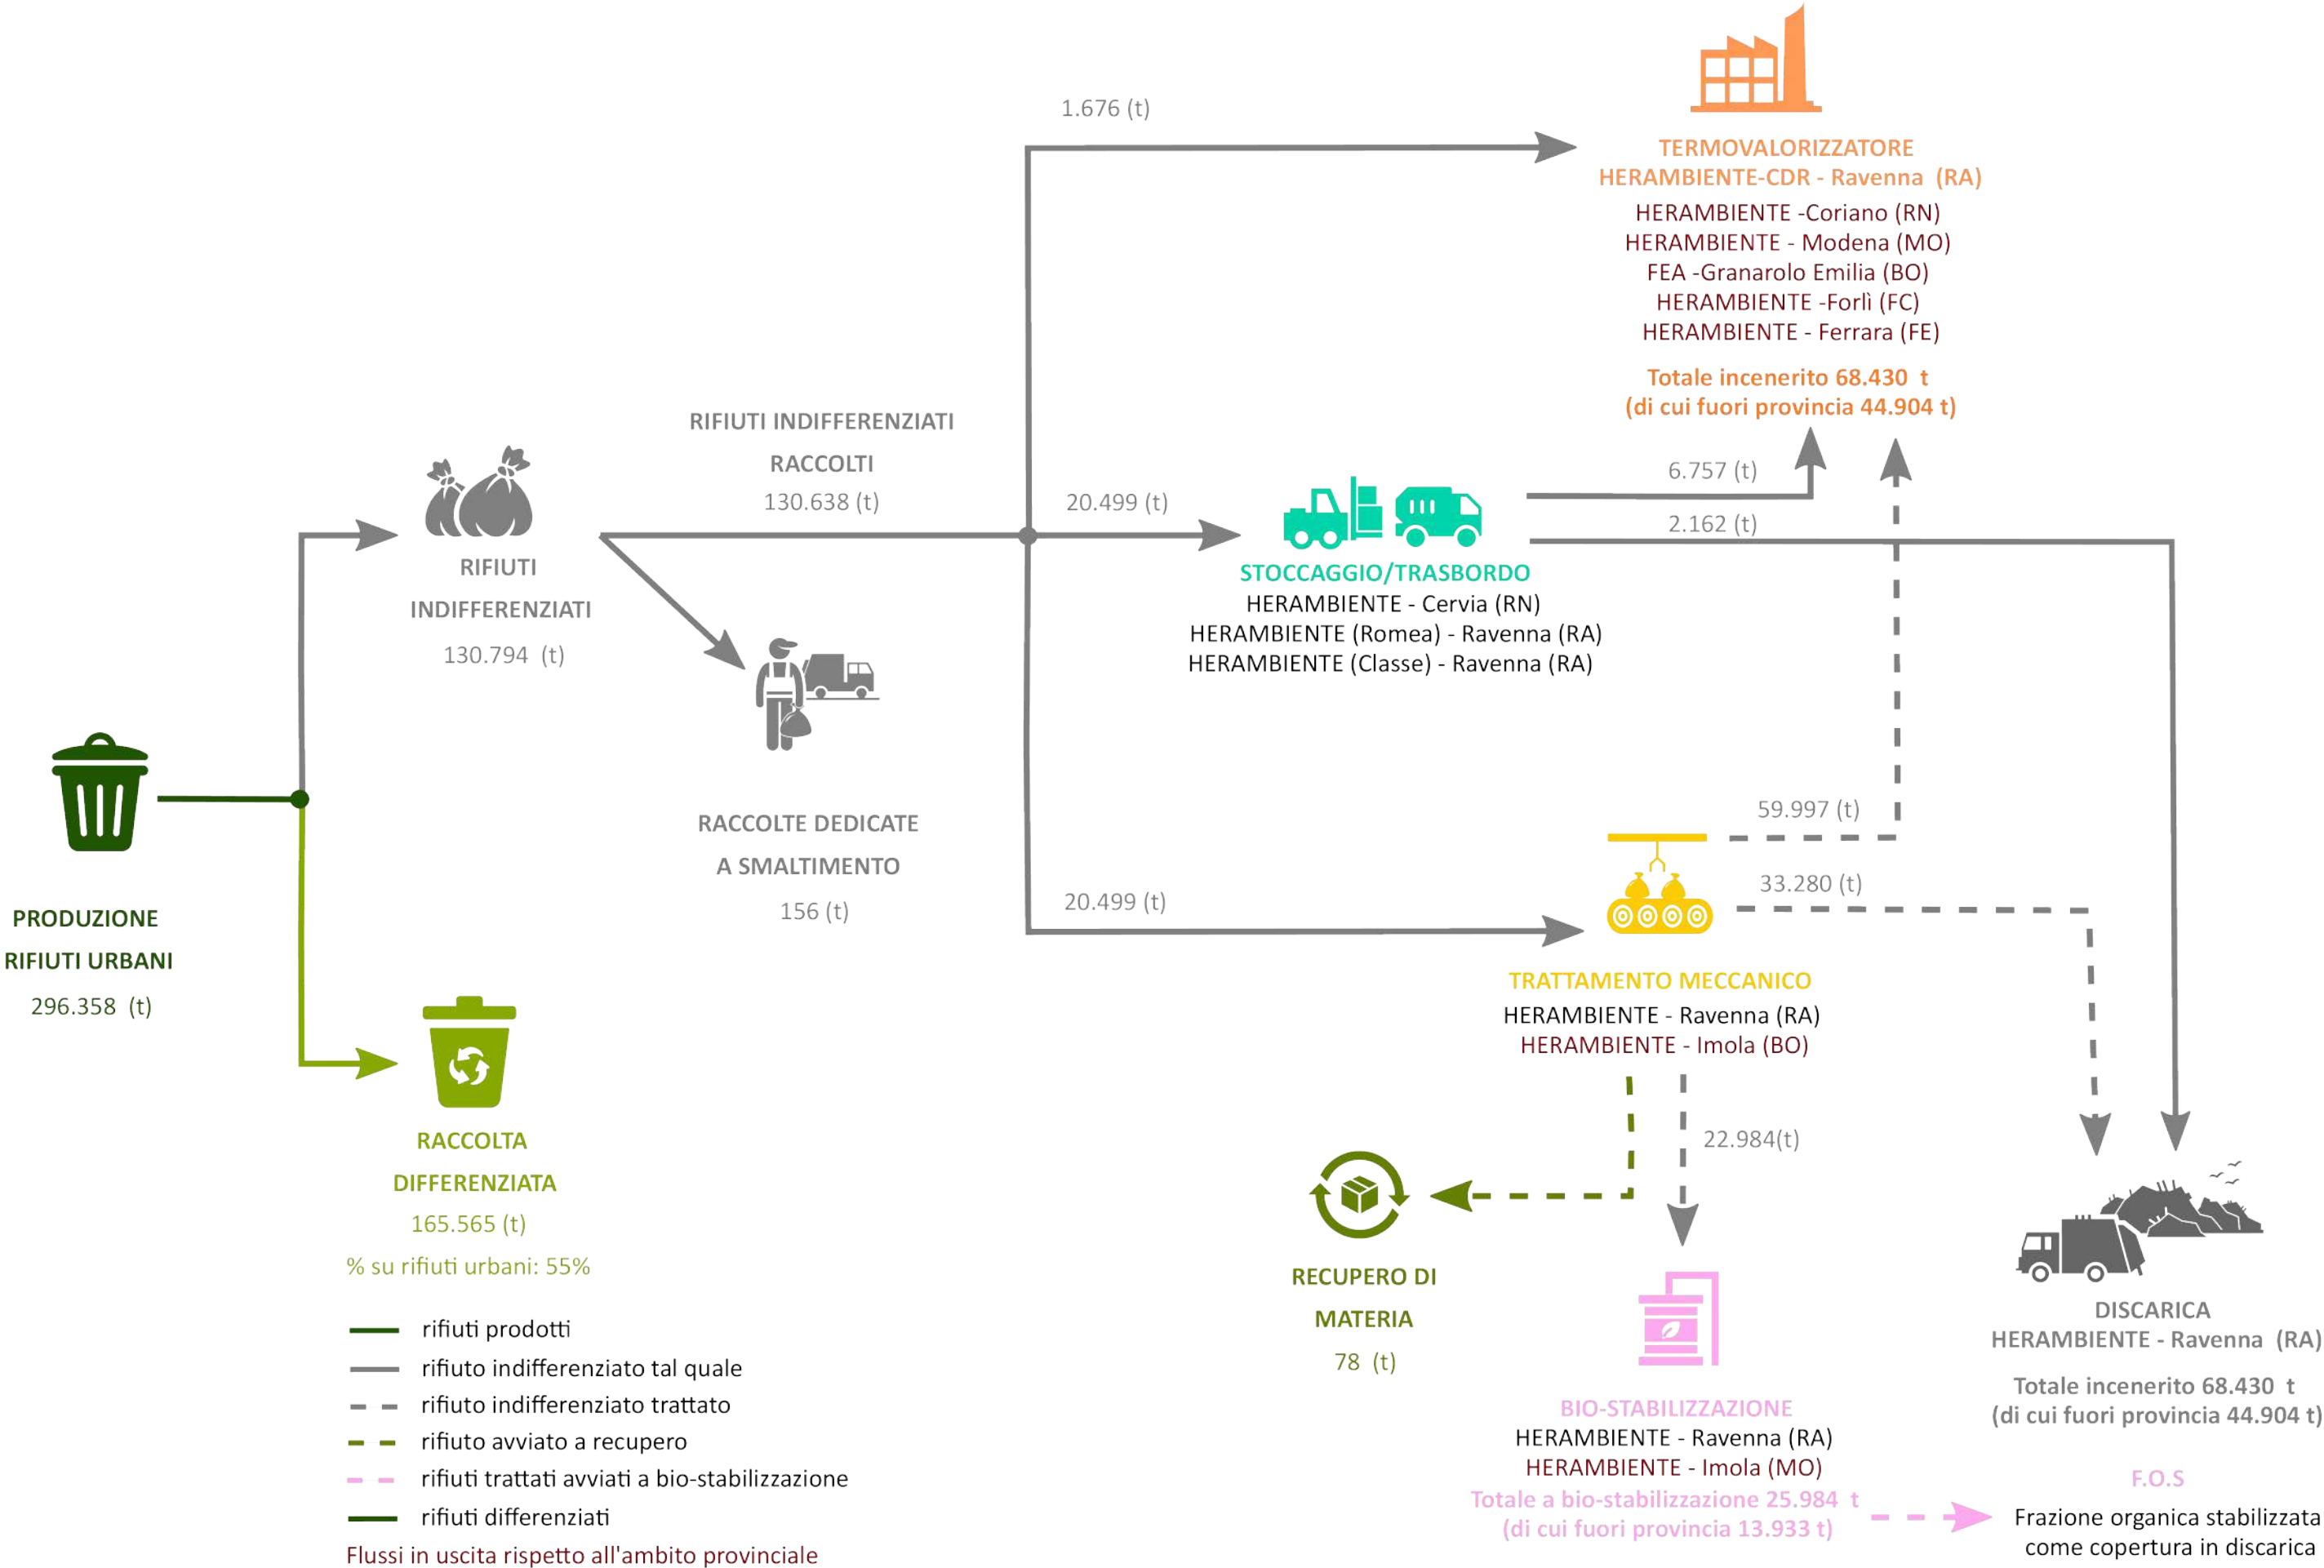 PRODUZIONE
RIFIUTI URBANI
296.358 (t)
RIFIUTI
INDIFFERENZIATI
130.794 (t)
RACCOLTA
DIFFERENZIATA
165.565 (t)
% su rifiuti urbani: 55%
RIFIUTI INDIFFERENZIATI
RACCOLTI
130.638 (t)
RACCOLTE DEDICATE
A SMALTIMENTO
156 (t)
1.676 (t)
20.499 (t)
20.499 (t)
TERMOVALORIZZATORE
HERAMBIENTE-CDR - Ravenna (RA)
HERAMBIENTE -Coriano (RN)
HERAMBIENTE - Modena (MO)
FEA -Granarolo Emilia (BO)
HERAMBIENTE -Forlì (FC)
HERAMBIENTE - Ferrara (FE)
Totale incenerito 68.430 t
(di cui fuori provincia 44.904 t)
STOCCAGGIO/TRASBORDO
HERAMBIENTE - Cervia (RN)
HERAMBIENTE (Romea) - Ravenna (RA)
HERAMBIENTE (Classe) - Ravenna (RA)
6.757 (t)
2.162 (t)
59.997 (t)
33.280 (t)
TRATTAMENTO MECCANICO
HERAMBIENTE - Ravenna (RA)
HERAMBIENTE - Imola (BO)
22.984(t)
RECUPERO DI
MATERIA
78 (t)
BIO-STABILIZZAZIONE
HERAMBIENTE - Ravenna (RA)
HERAMBIENTE - Imola (MO)
Totale a bio-stabilizzazione 25.984 t
(di cui fuori provincia 13.933 t)
DISCARICA
HERAMBIENTE - Ravenna (RA)
Totale incenerito 68.430 t
(di cui fuori provincia 44.904 t)
F.O.S
Frazione organica stabilizzata
come copertura in discarica
rifiuti prodotti
rifiuto indifferenziato tal quale
rifiuto indifferenziato trattato
rifiuto avviato a recupero
rifiuti trattati avviati a bio-stabilizzazione
rifiuti differenziati
Flussi in uscita rispetto all'ambito provinciale